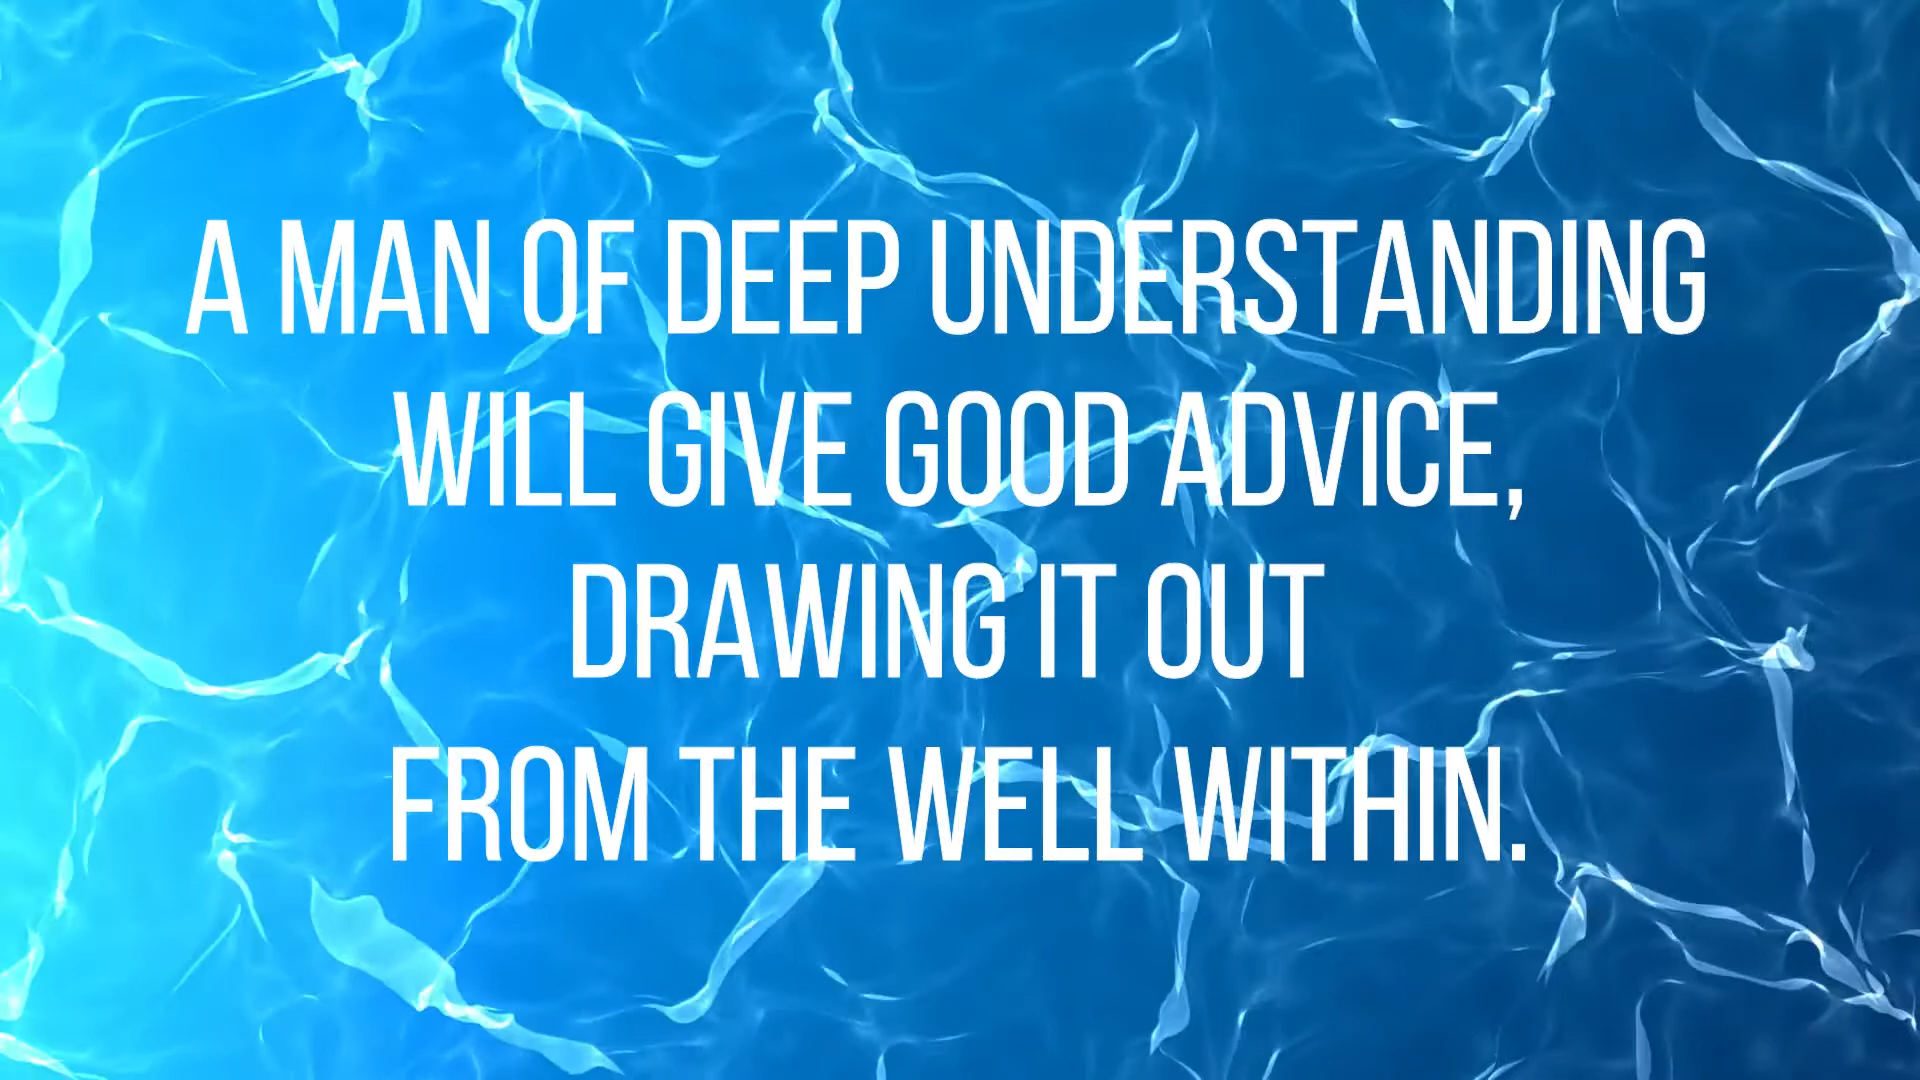 A MAN OF DEEP UNDERSTANDING
WILL GIVE GOOD ADVICE,
DRAWING IT OUT
FROM THE WELL WITHIN.